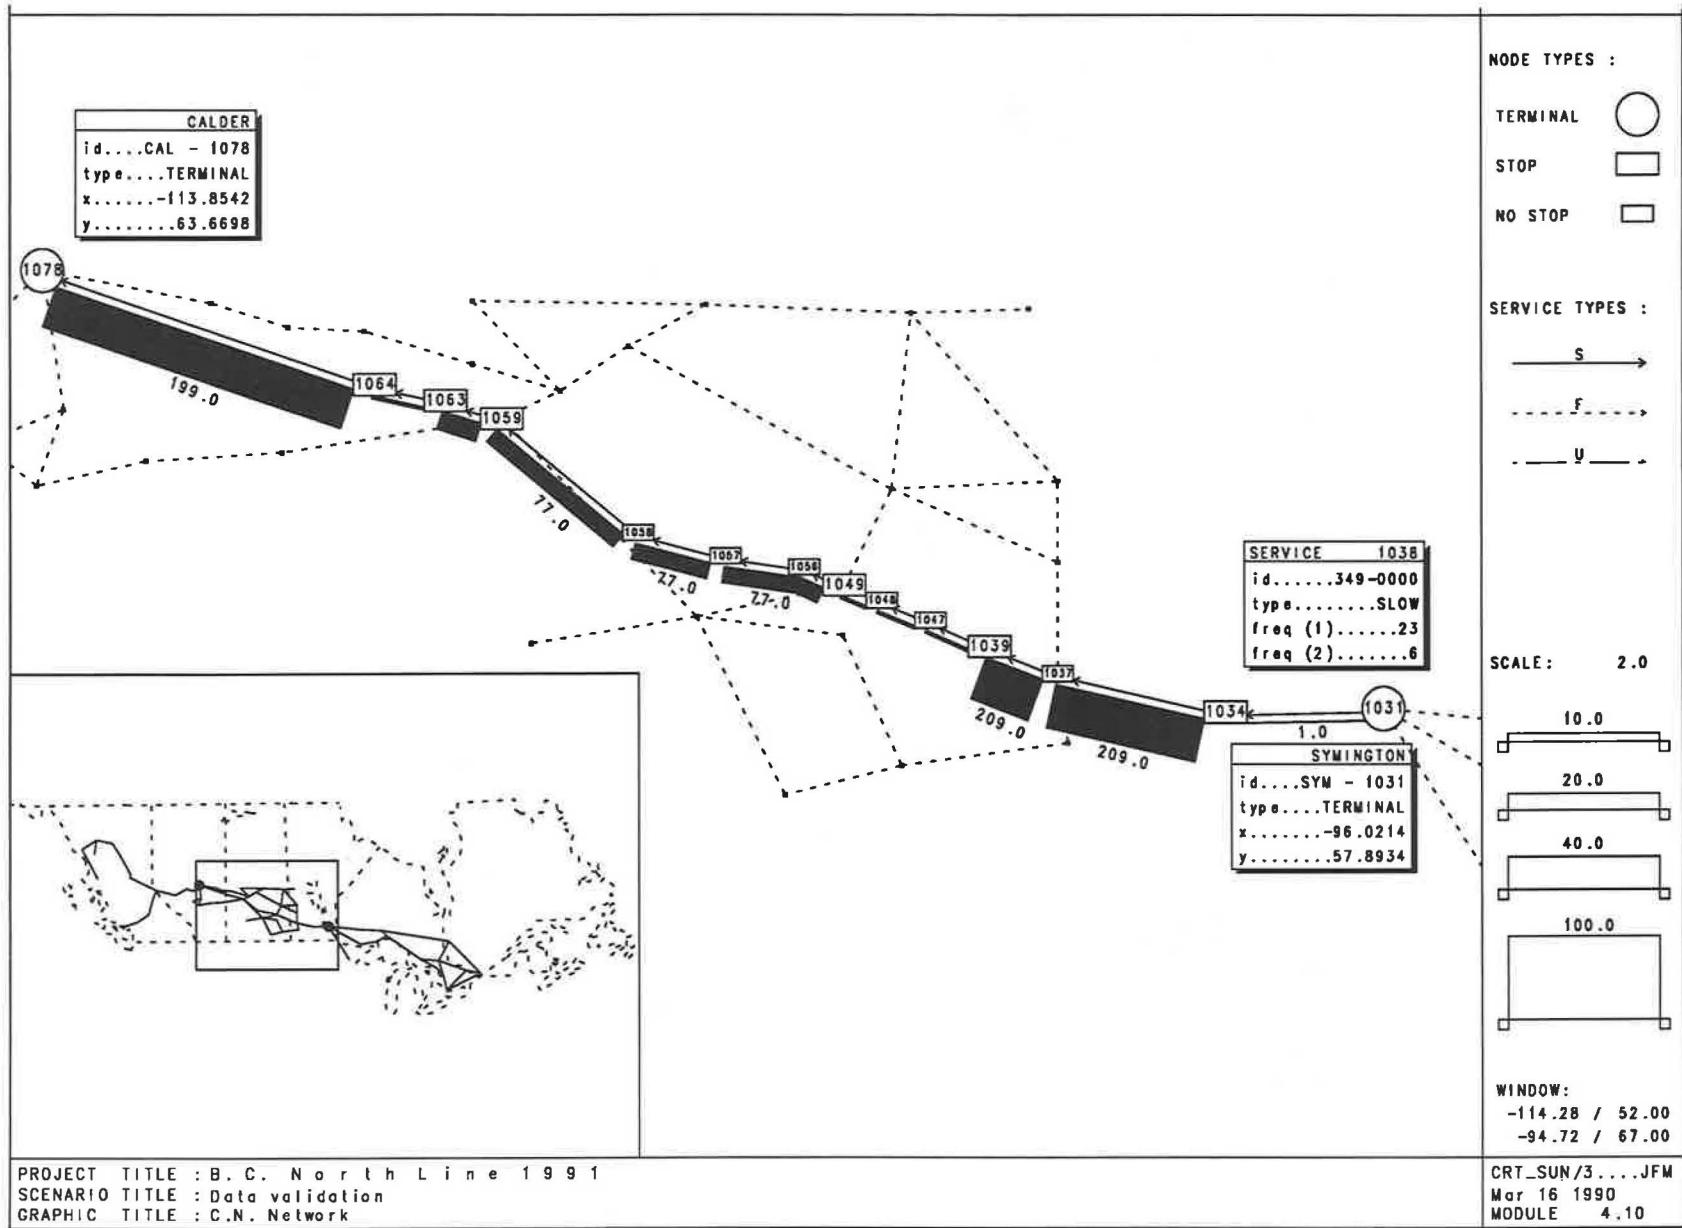 CALDER
id....CAL - 1078
type....TERMINAL
x......-113.8542
y........63.6698
1078
199.0
1064
1063
1059
77.0
1058
77.0
1057
77.0
1056
1049
1048
1047
1039
209.0
1037
209.0
1034
1.0
1031
SERVICE 1038
id......349-0000
type........SLOW
freq (1)......23
freq (2).......6
SYMINGTON
id....SYM - 1031
type....TERMINAL
x.......-96.0214
y........57.8934
NODE TYPES :
TERMINAL
STOP
NO STOP
SERVICE TYPES :
S
F
U
SCALE: 2.0
10.0
20.0
40.0
100.0
WINDOW:
-114.28 / 52.00
-94.72 / 67.00
PROJECT TITLE : B.C. North Line 1991
SCENARIO TITLE : Data validation
GRAPHIC TITLE : C.N. Network
CRT_SUN/3....JFM
Mar 16 1990
MODULE 4.10